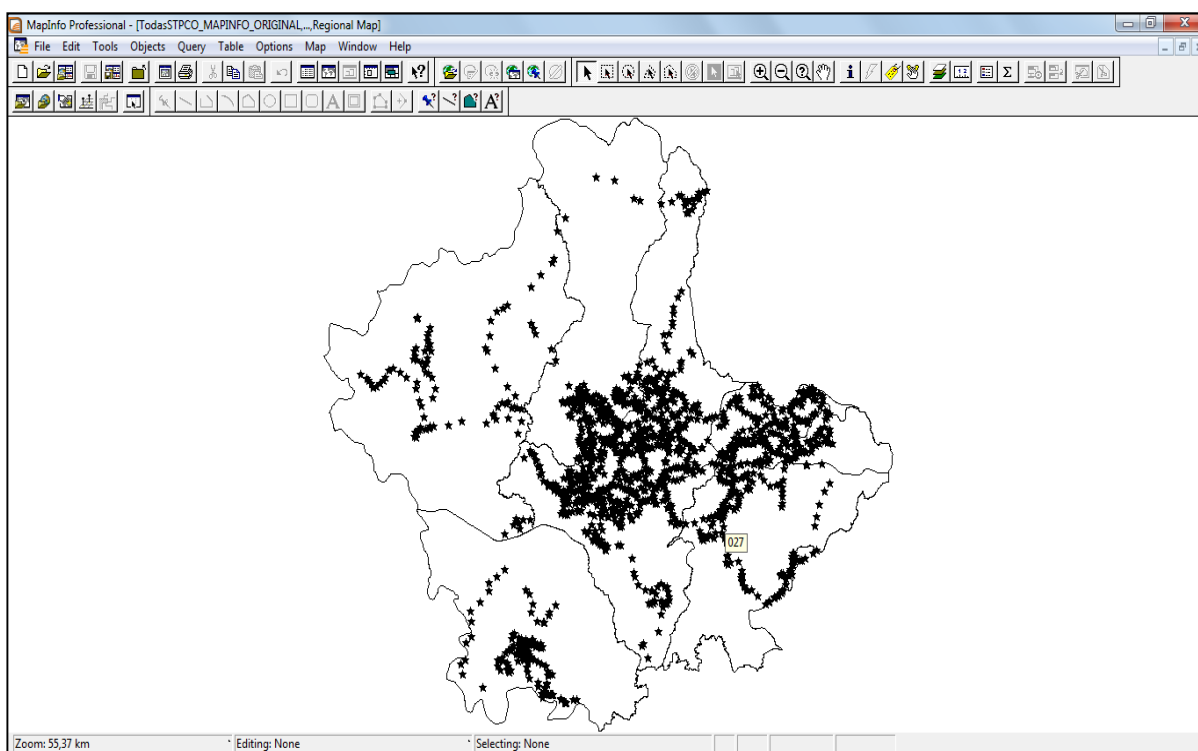 MapInfo Professional - [TodasSTPCO_MAPINFO_ORIGINAL,...,Regional Map]
File Edit Tools Objects Query Table Options Map Window Help
027
Zoom: 55,37 km Editing: None Selecting: None